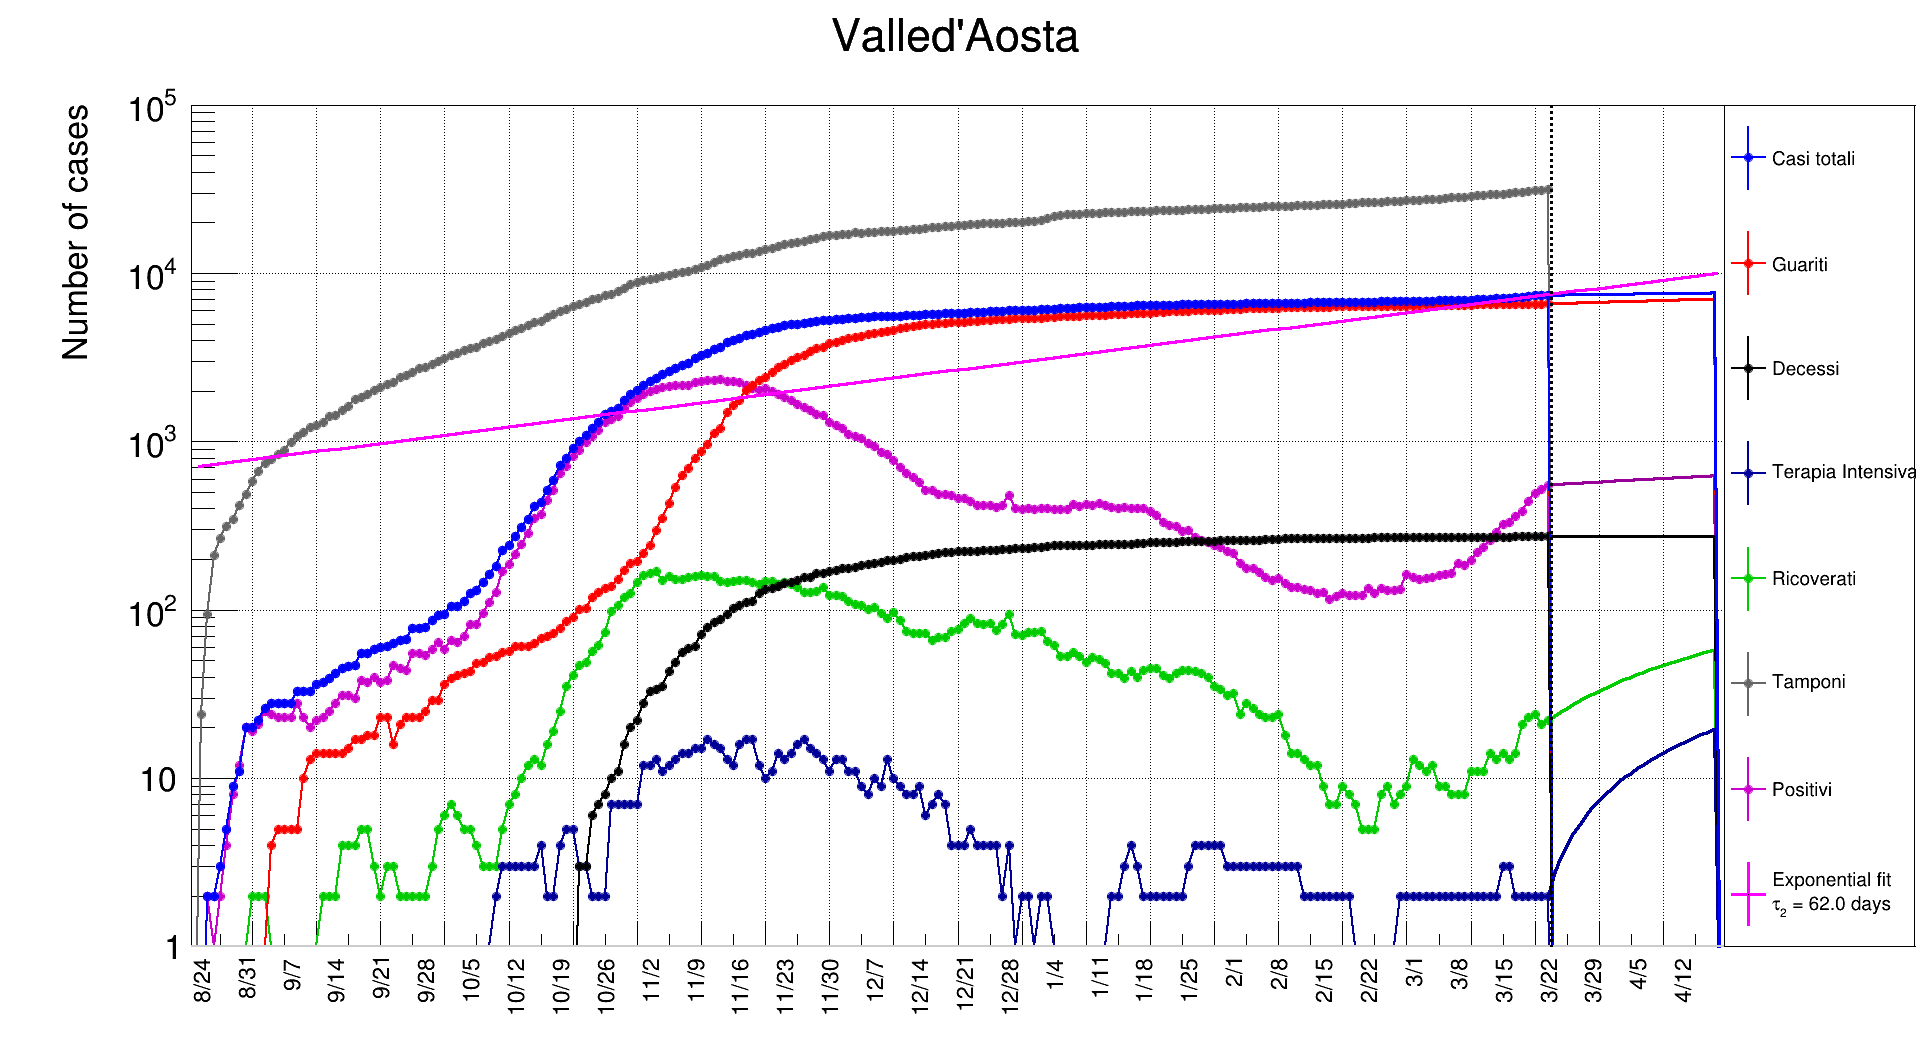 Valled'Aosta
Number of cases
10^5
10^4
10^3
10^2
10
1
8/24 8/31 9/7 9/14 9/21 9/28 10/5 10/12 10/19 10/26 11/2 11/9 11/16 11/23 11/30 12/7 12/14 12/21 12/28 1/4 1/11 1/18 1/25 2/1 2/8 2/15 2/22 3/1 3/8 3/15 3/22 3/29 4/5 4/12
Casi totali
Guariti
Decessi
Terapia Intensiva
Ricoverati
Tamponi
Positivi
Exponential fit
τ₂ = 62.0 days